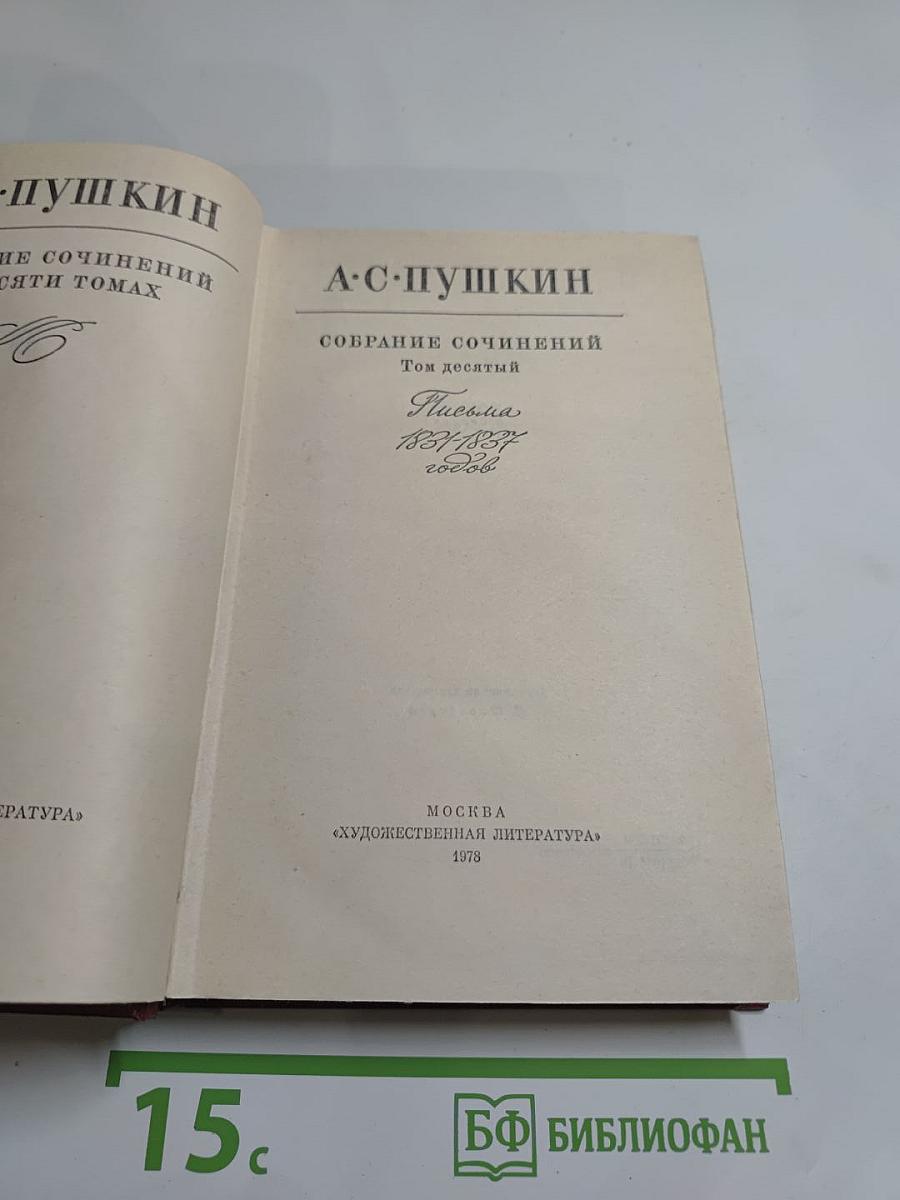 ·ПУШКИН
ИЕ СОЧИНЕНИЙ
СЯТИ ТОМАХ
ЕРАТУРА»
А·С·ПУШКИН
СОБРАНИЕ СОЧИНЕНИЙ
Том десятый
Письма
1831-1837
годов
МОСКВА
«ХУДОЖЕСТВЕННАЯ ЛИТЕРАТУРА»
1978
15 с
БФ БИБЛИОФАН